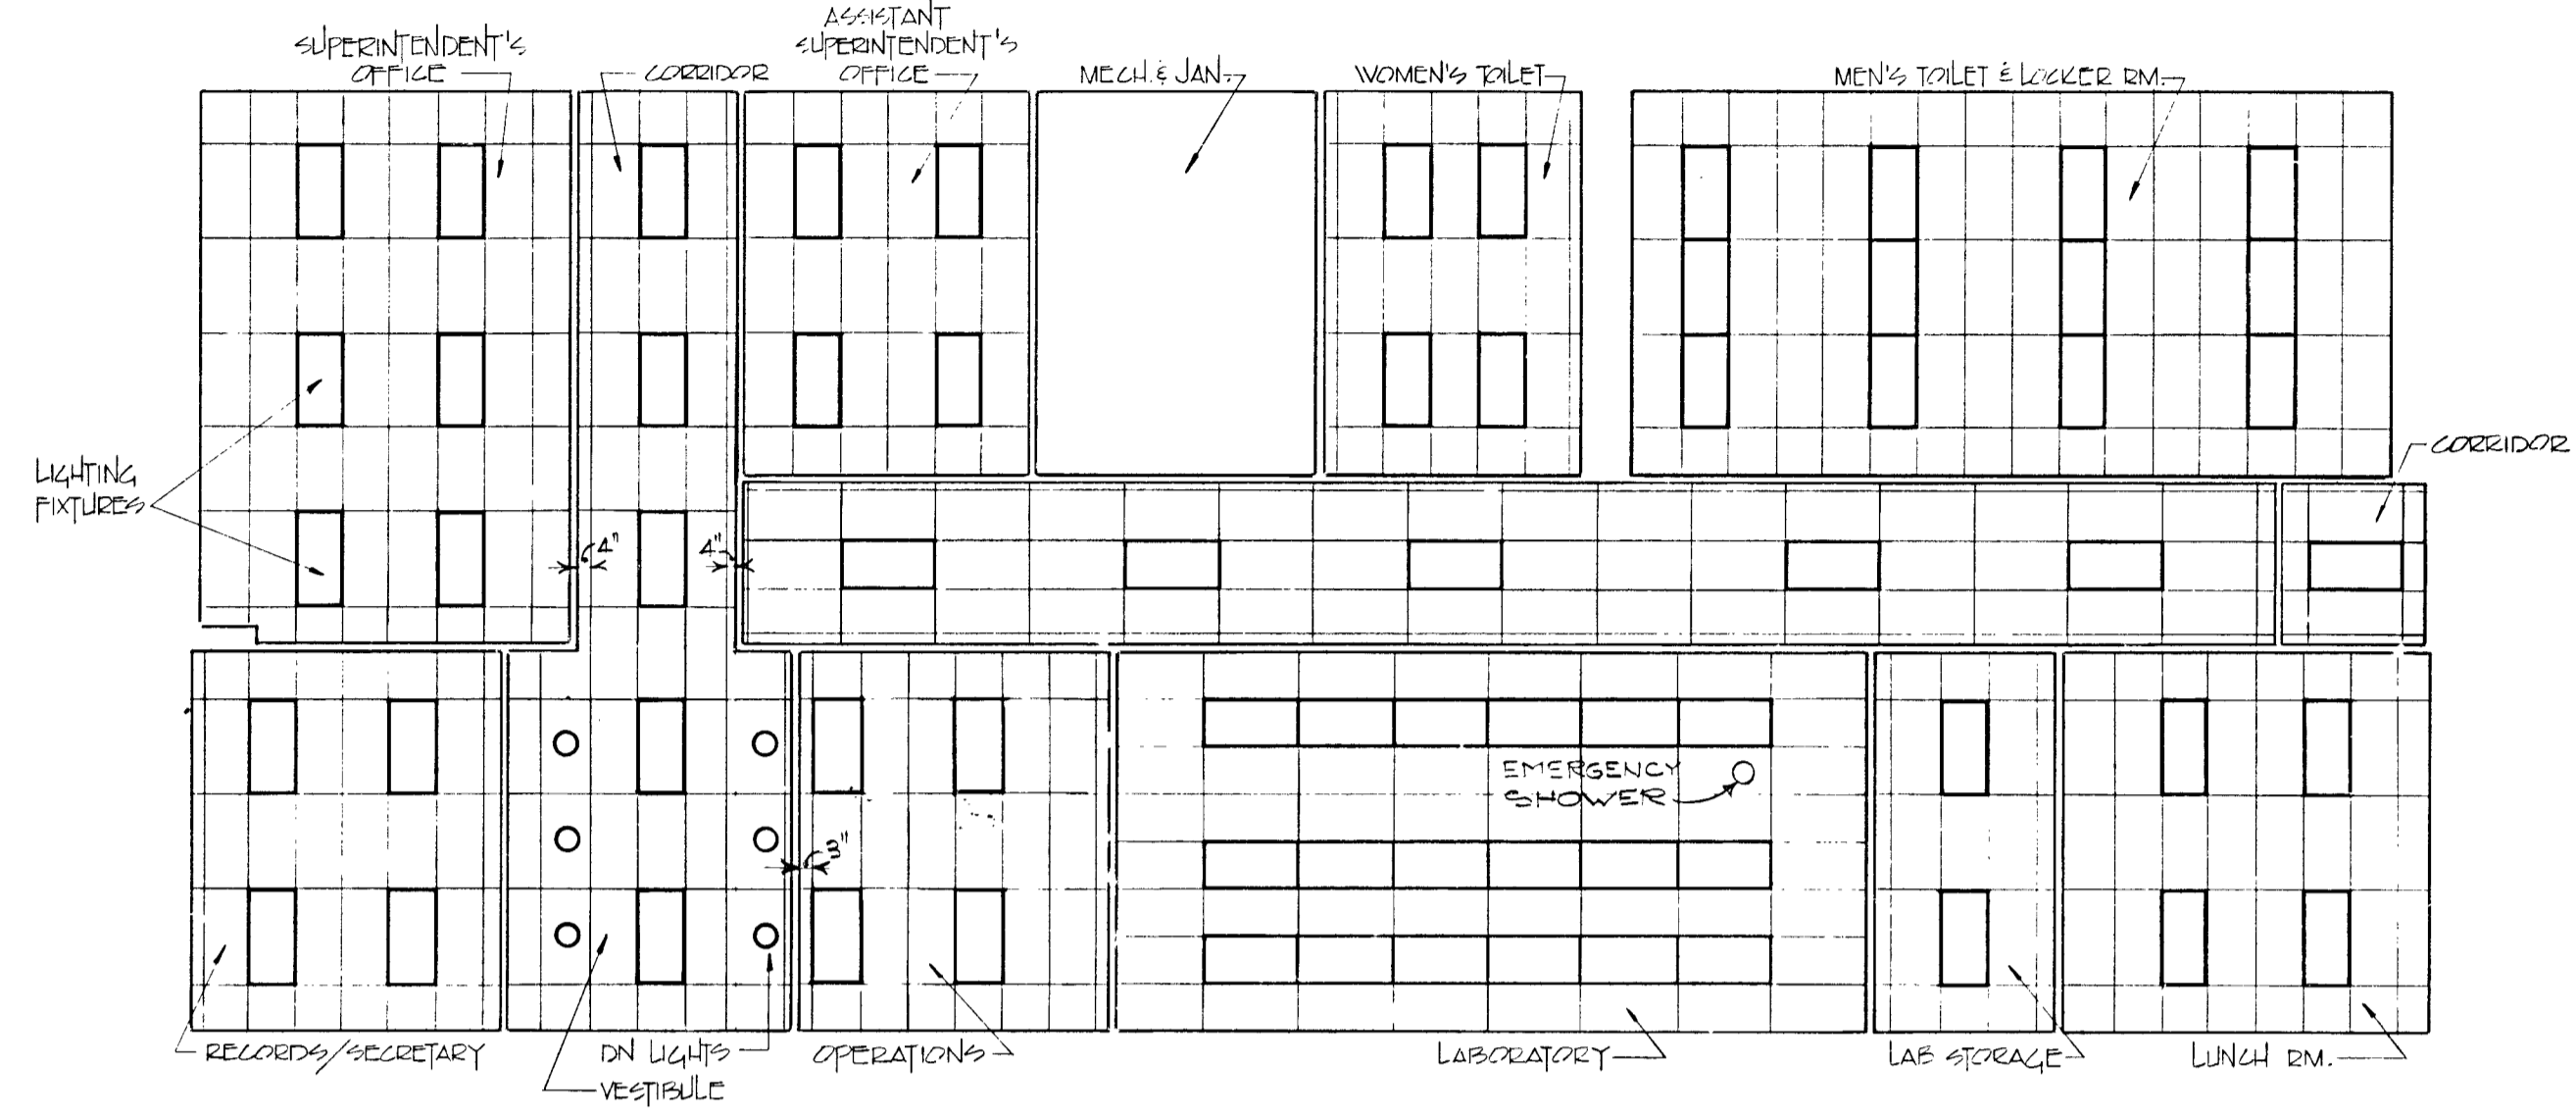 SUPERINTENDENT'S
OFFICE
CORRIDOR
ASSISTANT
SUPERINTENDENT'S
OFFICE
MECH. & JAN.
WOMEN'S TOILET
MEN'S TOILET & LOCKER RM.
LIGHTING
FIXTURES
CORRIDOR
4"
4"
3"
EMERGENCY
SHOWER
RECORDS/SECRETARY
DN LIGHTS
VESTIBULE
OPERATIONS
LABORATORY
LAB STORAGE
LUNCH RM.